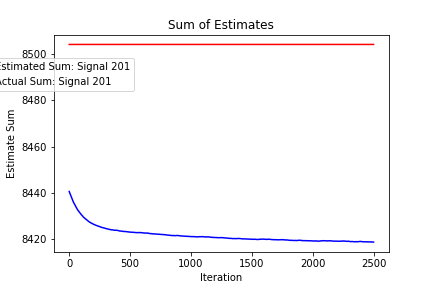 Sum of Estimates
8500
Estimated Sum: Signal 201
Actual Sum: Signal 201
8480
8460
8440
8420
Estimate Sum
0 500 1000 1500 2000 2500
Iteration